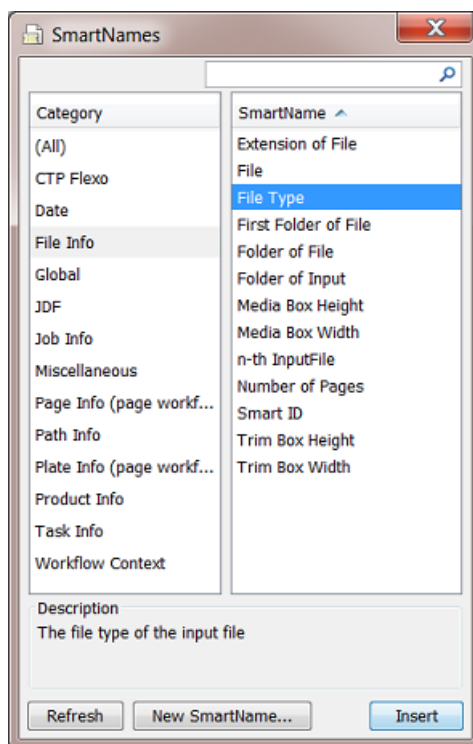 SmartNames
Category
(All)
CTP Flexo
Date
File Info
Global
JDF
Job Info
Miscellaneous
Page Info (page workf...
Path Info
Plate Info (page workf...
Product Info
Task Info
Workflow Context
SmartName
Extension of File
File
File Type
First Folder of File
Folder of File
Folder of Input
Media Box Height
Media Box Width
n-th InputFile
Number of Pages
Smart ID
Trim Box Height
Trim Box Width
Description
The file type of the input file
Refresh
New SmartName...
Insert